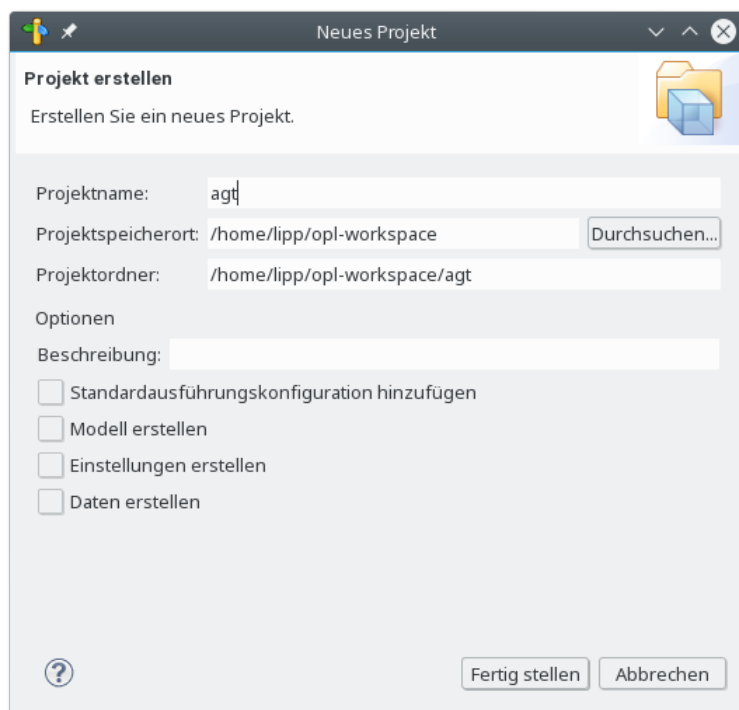 Neues Projekt
Projekt erstellen
Erstellen Sie ein neues Projekt.
Projektname: agt
Projektspeicherort: /home/lipp/opl-workspace Durchsuchen...
Projektordner: /home/lipp/opl-workspace/agt
Optionen
Beschreibung:
Standardausführungskonfiguration hinzufügen
Modell erstellen
Einstellungen erstellen
Daten erstellen
? Fertig stellen Abbrechen